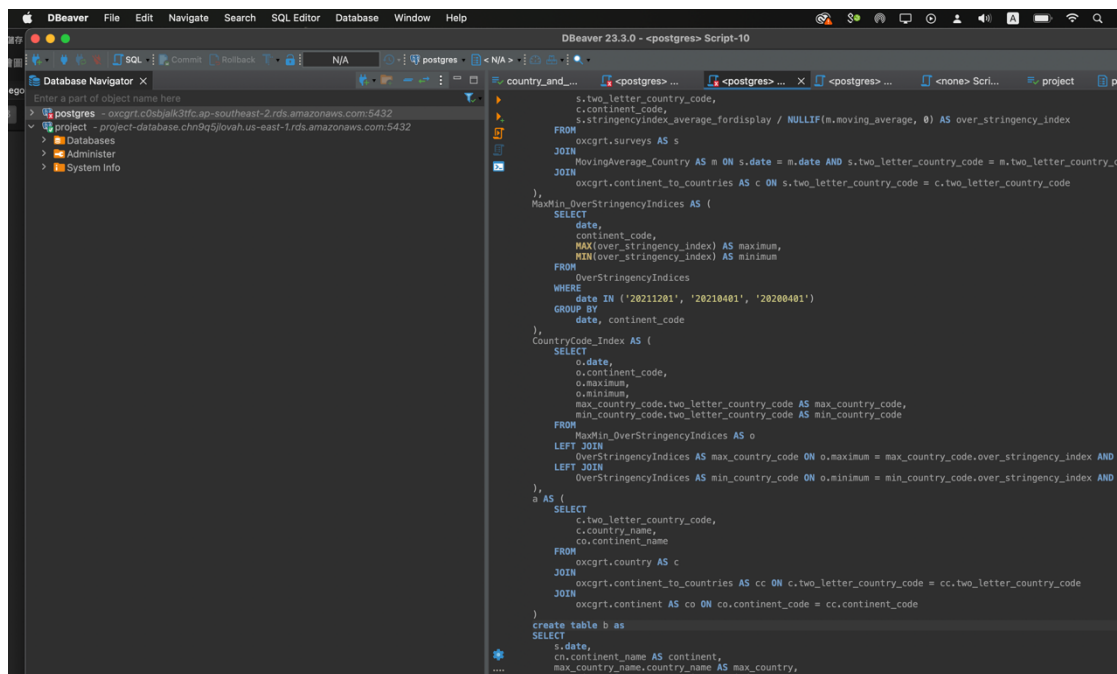 DBeaver File Edit Navigate Search SQL Editor Database Window Help
DBeaver 23.3.0 - <postgres> Script-10
SQL Commit Rollback T N/A postgres < N/A >
Database Navigator
country_and_... <postgres> ... <postgres> ... <postgres> ... <none> Scri... project
Enter a part of object name here
postgres - oxcgrt.c0sbjalk3tfc.ap-southeast-2.rds.amazonaws.com:5432
project - project-database.chn9q5jlovah.us-east-1.rds.amazonaws.com:5432
Databases
Administer
System Info
s.two_letter_country_code,
c.continent_code,
s.stringencyindex_average_fordisplay / NULLIF(m.moving_average, 0) AS over_stringency_index
FROM
oxcgrt.surveys AS s
JOIN
MovingAverage_Country AS m ON s.date = m.date AND s.two_letter_country_code = m.two_letter_country_c
JOIN
oxcgrt.continent_to_countries AS c ON s.two_letter_country_code = c.two_letter_country_code
),
MaxMin_OverStringencyIndices AS (
SELECT
date,
continent_code,
MAX(over_stringency_index) AS maximum,
MIN(over_stringency_index) AS minimum
FROM
OverStringencyIndices
WHERE
date IN ('20211201', '20210401', '20200401')
GROUP BY
date, continent_code
),
CountryCode_Index AS (
SELECT
o.date,
o.continent_code,
o.maximum,
o.minimum,
max_country_code.two_letter_country_code AS max_country_code,
min_country_code.two_letter_country_code AS min_country_code
FROM
MaxMin_OverStringencyIndices AS o
LEFT JOIN
OverStringencyIndices AS max_country_code ON o.maximum = max_country_code.over_stringency_index AND
LEFT JOIN
OverStringencyIndices AS min_country_code ON o.minimum = min_country_code.over_stringency_index AND
),
a AS (
SELECT
c.two_letter_country_code,
c.country_name,
co.continent_name
FROM
oxcgrt.country AS c
JOIN
oxcgrt.continent_to_countries AS cc ON c.two_letter_country_code = cc.two_letter_country_code
JOIN
oxcgrt.continent AS co ON co.continent_code = cc.continent_code
)
create table b as
SELECT
s.date,
cn.continent_name AS continent,
max_country_name.country_name AS max_country,